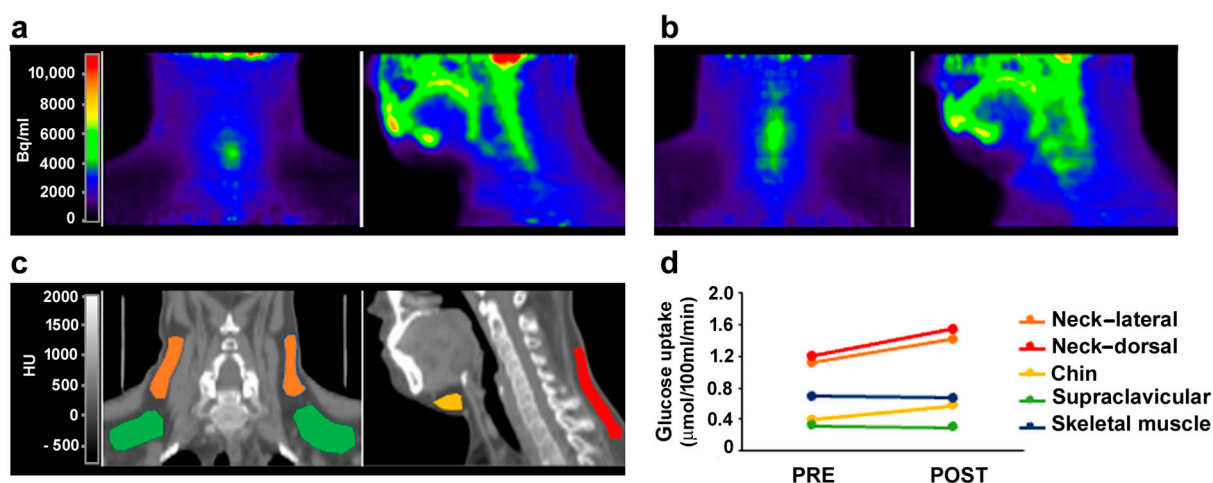 a
b
10,000
8000
6000
4000
2000
0
Bq/ml
c
d
2000
1500
1000
500
0
- 500
HU
Glucose uptake
(μmol/100ml/min)
2.0
1.6
1.2
0.8
0.4
0
PRE
POST
Neck–lateral
Neck–dorsal
Chin
Supraclavicular
Skeletal muscle